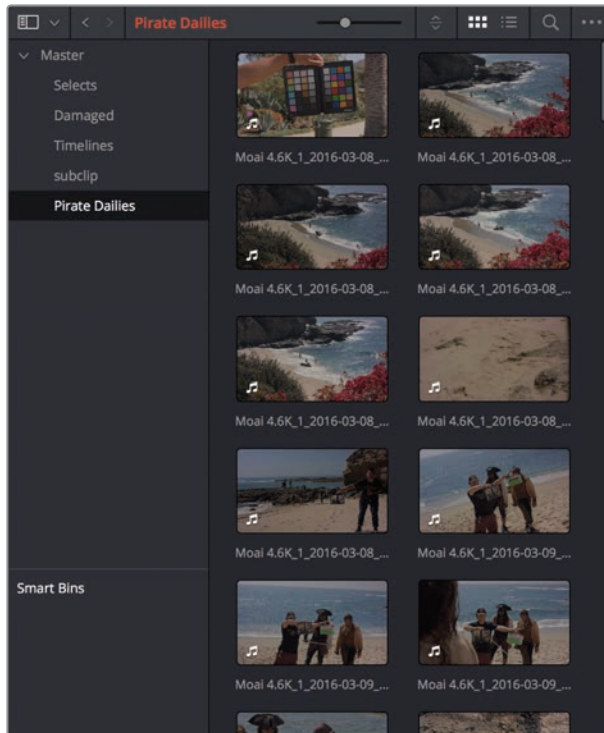 Pirate Dailies
Master
Selects
Damaged
Timelines
subclip
Pirate Dailies
Smart Bins
Moai 4.6K_1_2016-03-08_...
Moai 4.6K_1_2016-03-08_...
Moai 4.6K_1_2016-03-08_...
Moai 4.6K_1_2016-03-08_...
Moai 4.6K_1_2016-03-08_...
Moai 4.6K_1_2016-03-08_...
Moai 4.6K_1_2016-03-08_...
Moai 4.6K_1_2016-03-09_...
Moai 4.6K_1_2016-03-09_...
Moai 4.6K_1_2016-03-09_...